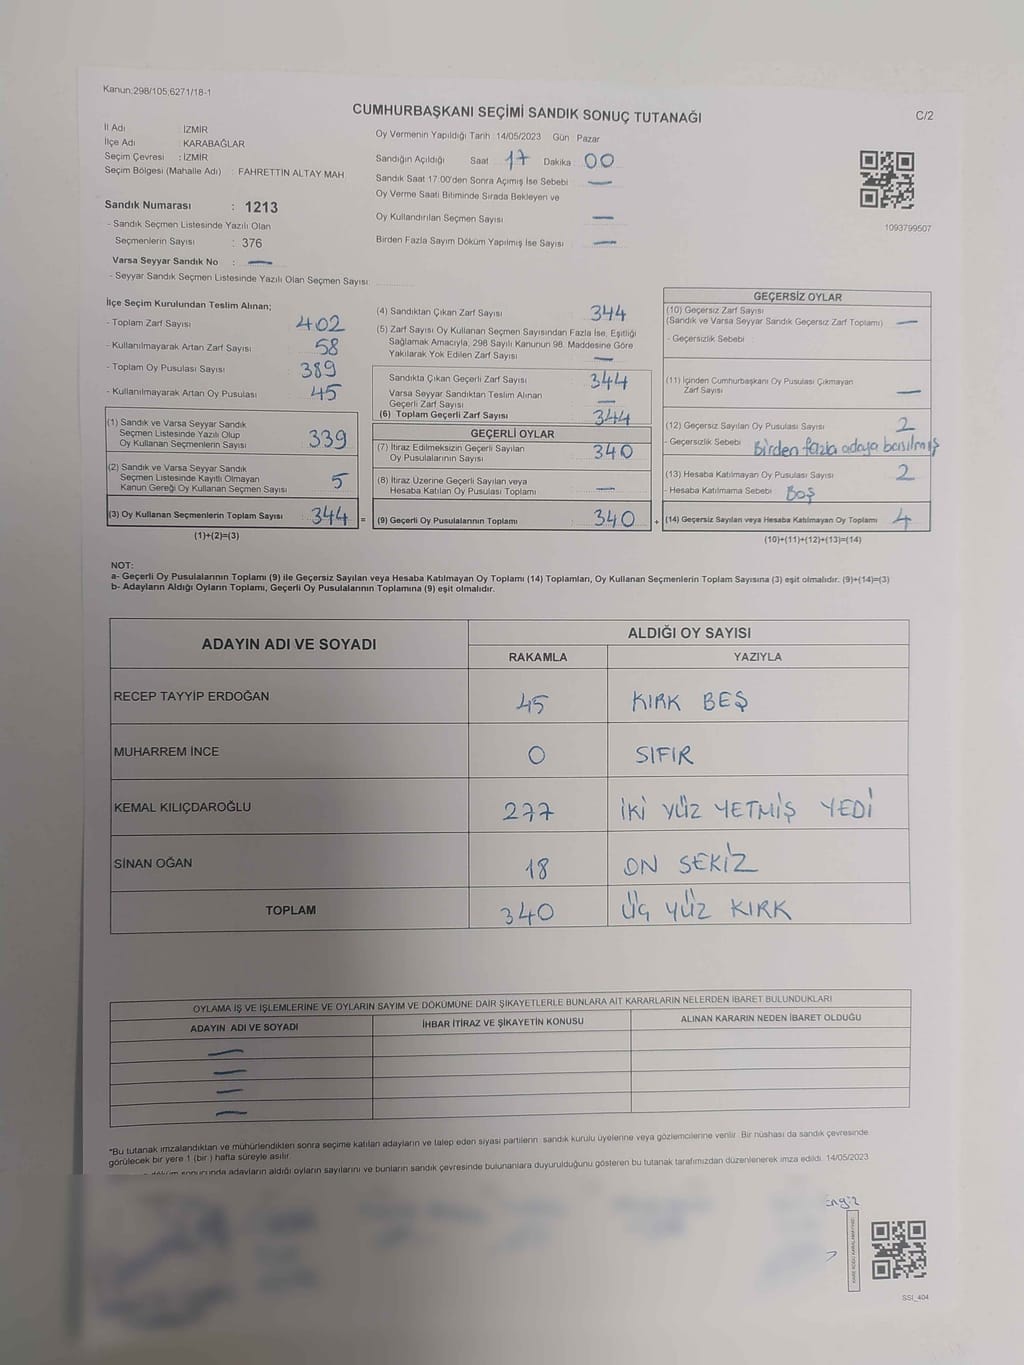 Kanun;298/105,6271/18-1
CUMHURBAŞKANI SEÇİMİ SANDIK SONUÇ TUTANAĞI
C/2
İl Adı : İZMİR
İlçe Adı : KARABAĞLAR
Seçim Çevresi : İZMİR
Seçim Bölgesi (Mahalle Adı) : FAHRETTİN ALTAY MAH.
Sandık Numarası : 1213
- Sandık Seçmen Listesinde Yazılı Olan
Seçmenlerin Sayısı : 376
Varsa Seyyar Sandık No : —
- Seyyar Sandık Seçmen Listesinde Yazılı Olan Seçmen Sayısı:
Oy Vermenin Yapıldığı Tarih :14/05/2023 Gün : Pazar
Sandığın Açıldığı Saat 17 Dakika 00
Sandık Saat 17:00'den Sonra Açımış İse Sebebi —
Oy Verme Saati Bitiminde Sırada Bekleyen ve
Oy Kullandırılan Seçmen Sayısı —
Birden Fazla Sayım Döküm Yapılmış İse Sayısı —
1093799507
İlçe Seçim Kurulundan Teslim Alınan;
- Toplam Zarf Sayısı 402
- Kullanılmayarak Artan Zarf Sayısı 58
- Toplam Oy Pusulası Sayısı 389
- Kullanılmayarak Artan Oy Pusulası 45
(1) Sandık ve Varsa Seyyar Sandık
Seçmen Listesinde Yazılı Olup
Oy Kullanan Seçmenlerin Sayısı 339
(2) Sandık ve Varsa Seyyar Sandık
Seçmen Listesinde Kayıtlı Olmayan
Kanun Gereği Oy Kullanan Seçmen Sayısı 5
(3) Oy Kullanan Seçmenlerin Toplam Sayısı 344 =
(1)+(2)=(3)
(4) Sandıktan Çıkan Zarf Sayısı 344
(5) Zarf Sayısı Oy Kullanan Seçmen Sayısından Fazla İse, Eşitliği
Sağlamak Amacıyla, 298 Sayılı Kanunun 98. Maddesine Göre
Yakılarak Yok Edilen Zarf Sayısı —
Sandıkta Çıkan Geçerli Zarf Sayısı 344
Varsa Seyyar Sandıktan Teslim Alınan
Geçerli Zarf Sayısı —
(6) Toplam Geçerli Zarf Sayısı 344
GEÇERLİ OYLAR
(7) İtiraz Edilmeksizin Geçerli Sayılan
Oy Pusulalarının Sayısı 340
(8) İtiraz Üzerine Geçerli Sayılan veya
Hesaba Katılan Oy Pusulası Toplamı —
(9) Geçerli Oy Pusulalarının Toplamı 340 +
GEÇERSİZ OYLAR
(10) Geçersiz Zarf Sayısı
(Sandık ve Varsa Seyyar Sandık Geçersiz Zarf Toplamı) —
- Geçersizlik Sebebi :
(11) İçinden Cumhurbaşkanı Oy Pusulası Çıkmayan
Zarf Sayısı —
(12) Geçersiz Sayılan Oy Pusulası Sayısı 2
- Geçersizlik Sebebi Birden fazla adaya basılmış
(13) Hesaba Katılmayan Oy Pusulası Sayısı 2
- Hesaba Katılmama Sebebi : Boş
(14) Geçersiz Sayılan veya Hesaba Katılmayan Oy Toplamı 4
(10)+(11)+(12)+(13)=(14)
NOT:
a- Geçerli Oy Pusulalarının Toplamı (9) ile Geçersiz Sayılan veya Hesaba Katılmayan Oy Toplamı (14) Toplamları, Oy Kullanan Seçmenlerin Toplam Sayısına (3) eşit olmalıdır. (9)+(14)=(3)
b- Adayların Aldığı Oyların Toplamı, Geçerli Oy Pusulalarının Toplamına (9) eşit olmalıdır.
ADAYIN ADI VE SOYADI
ALDIĞI OY SAYISI
RAKAMLA YAZIYLA
RECEP TAYYİP ERDOĞAN 45 KIRK BEŞ
MUHARREM İNCE 0 SIFIR
KEMAL KILIÇDAROĞLU 277 İKİ YÜZ YETMİŞ YEDİ
SİNAN OĞAN 18 ON SEKİZ
TOPLAM 340 ÜÇ YÜZ KIRK
OYLAMA İŞ VE İŞLEMLERİNE VE OYLARIN SAYIM VE DÖKÜMÜNE DAİR ŞİKAYETLERLE BUNLARA AİT KARARLARIN NELERDEN İBARET BULUNDUKLARI
ADAYIN ADI VE SOYADI İHBAR İTİRAZ VE ŞİKAYETİN KONUSU ALINAN KARARIN NEDEN İBARET OLDUĞU
—
—
—
—
*Bu tutanak imzalandıktan ve mühürlendikten sonra seçime katılan adayların ve talep eden siyasi partilerin sandık kurulu üyelerine veya gözlemcilerine verilir. Bir nüshası da sandık çevresinde
görülecek bir yere 1 (bir) hafta süreyle asılır.
döküm sonucunda adayların aldığı oyların sayılarını ve bunların sandık çevresinde bulunanlara duyurulduğunu gösteren bu tutanak tarafımızdan düzenlenerek imza edildi. 14/05/2023
SSI_404